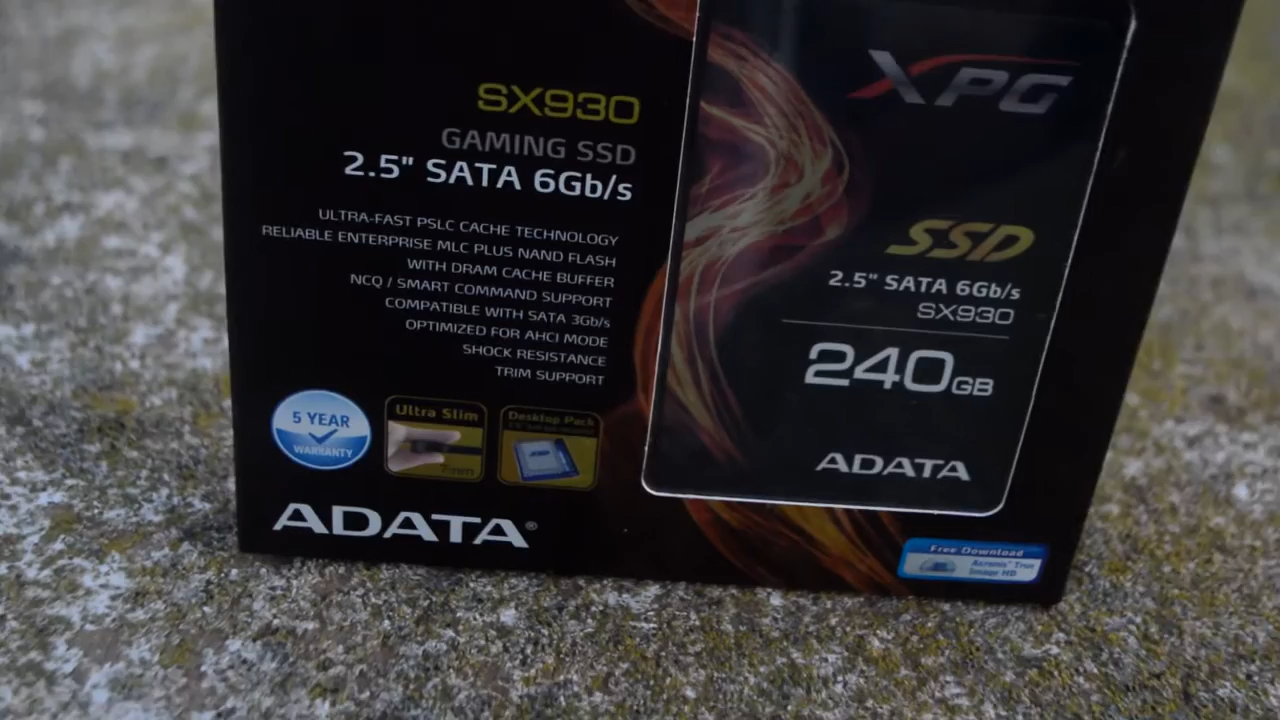 SX930
GAMING SSD
2.5" SATA 6Gb/s
ULTRA-FAST PSLC CACHE TECHNOLOGY
RELIABLE ENTERPRISE MLC PLUS NAND FLASH
WITH DRAM CACHE BUFFER
NCQ / SMART COMMAND SUPPORT
COMPATIBLE WITH SATA 3Gb/s
OPTIMIZED FOR AHCI MODE
SHOCK RESISTANCE
TRIM SUPPORT
5 YEAR
WARRANTY
Ultra Slim
7mm
Desktop Pack
SSD
ADATA®
XPG
SSD
2.5" SATA 6Gb/s
SX930
240GB
ADATA
Free Download
Acronis® True
Image HD